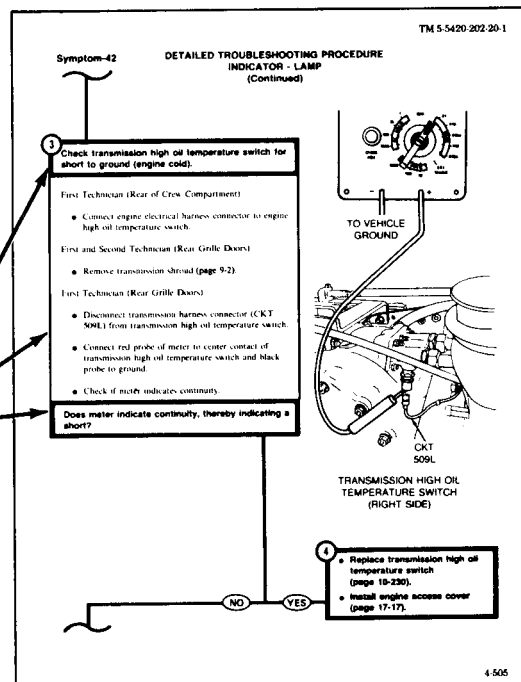 TM 5-5420-202-20-1
Symptom-42
DETAILED TROUBLESHOOTING PROCEDURE
INDICATOR - LAMP
(Continued)
3
Check transmission high oil temperature switch for
short to ground (engine cold).
First Technician (Rear of Crew Compartment)
• Connect engine electrical harness connector to engine
high oil temperature switch.
First and Second Technician (Rear Grille Doors)
• Remove transmission shroud (page 9-2).
First Technician (Rear Grille Doors)
• Disconnect transmission harness connector (CKT
509L) from transmission high oil temperature switch.
• Connect red probe of meter to center contact of
transmission high oil temperature switch and black
probe to ground.
• Check if meter indicates continuity.
Does meter indicate continuity, thereby indicating a
short?
- +
TO VEHICLE
GROUND
CKT
509L
TRANSMISSION HIGH OIL
TEMPERATURE SWITCH
(RIGHT SIDE)
4
• Replace transmission high oil
temperature switch
(page 10-230).
• Install engine access cover
(page 17-17).
NO
YES
4-505